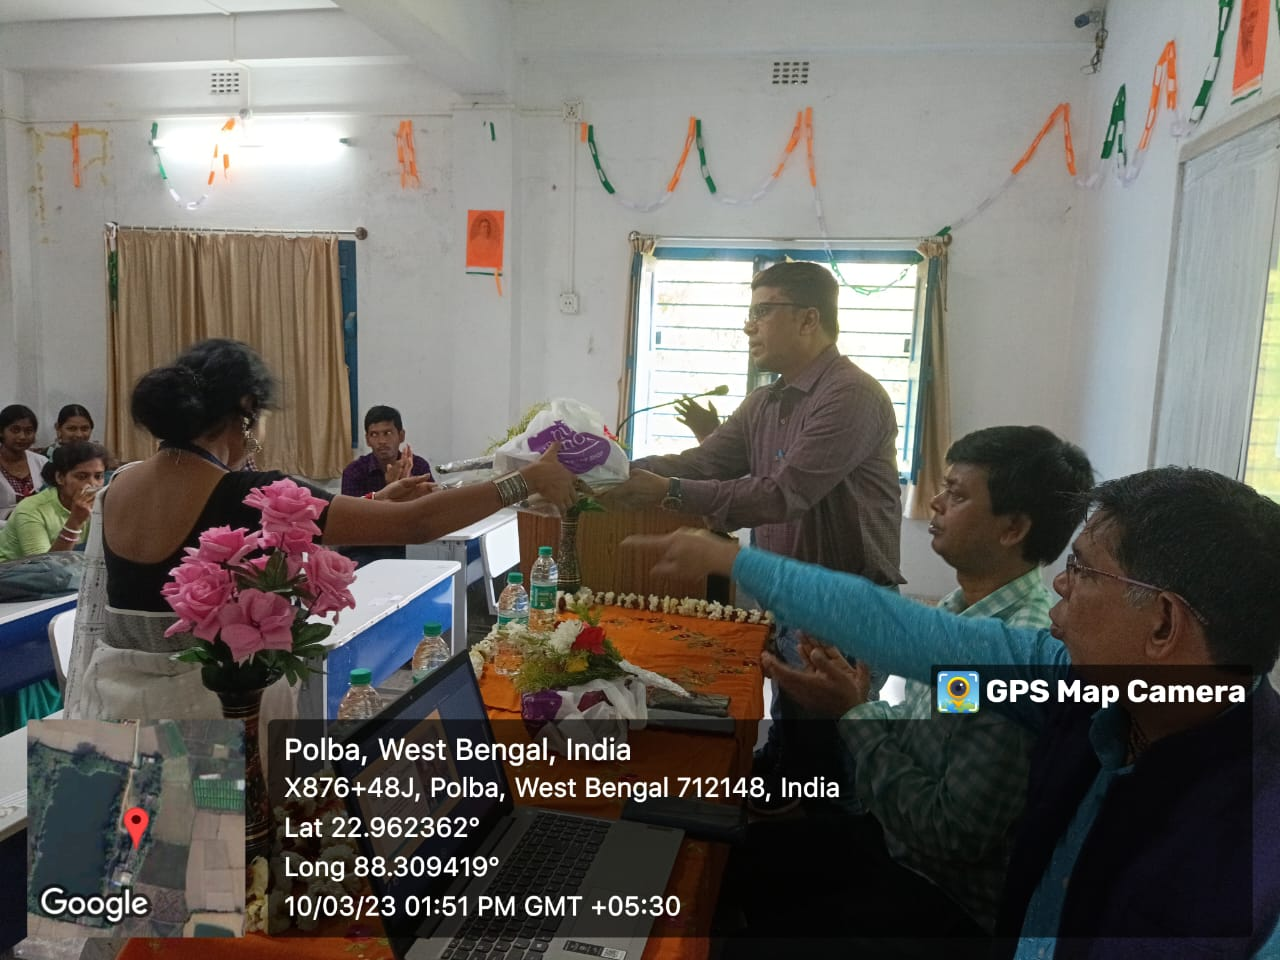 GPS Map Camera
Polba, West Bengal, India
X876+48J, Polba, West Bengal 712148, India
Lat 22.962362°
Long 88.309419°
10/03/23 01:51 PM GMT +05:30
Google